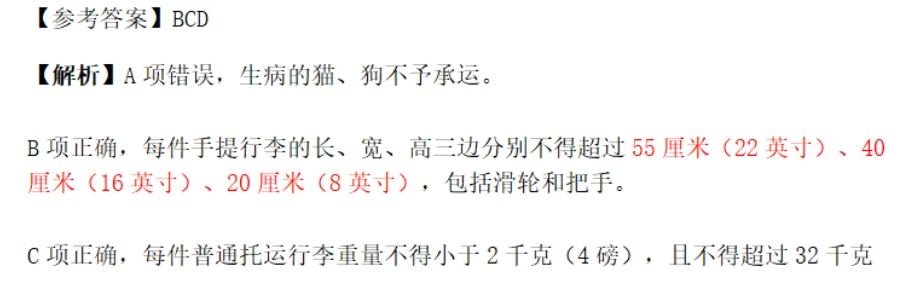 【参考答案】BCD
【解析】A 项错误，生病的猫、狗不予承运。
B 项正确，每件手提行李的长、宽、高三边分别不得超过 55 厘米（22 英寸）、40
厘米（16 英寸）、20 厘米（8 英寸），包括滑轮和把手。
C 项正确，每件普通托运行李重量不得小于 2 千克（4 磅），且不得超过 32 千克